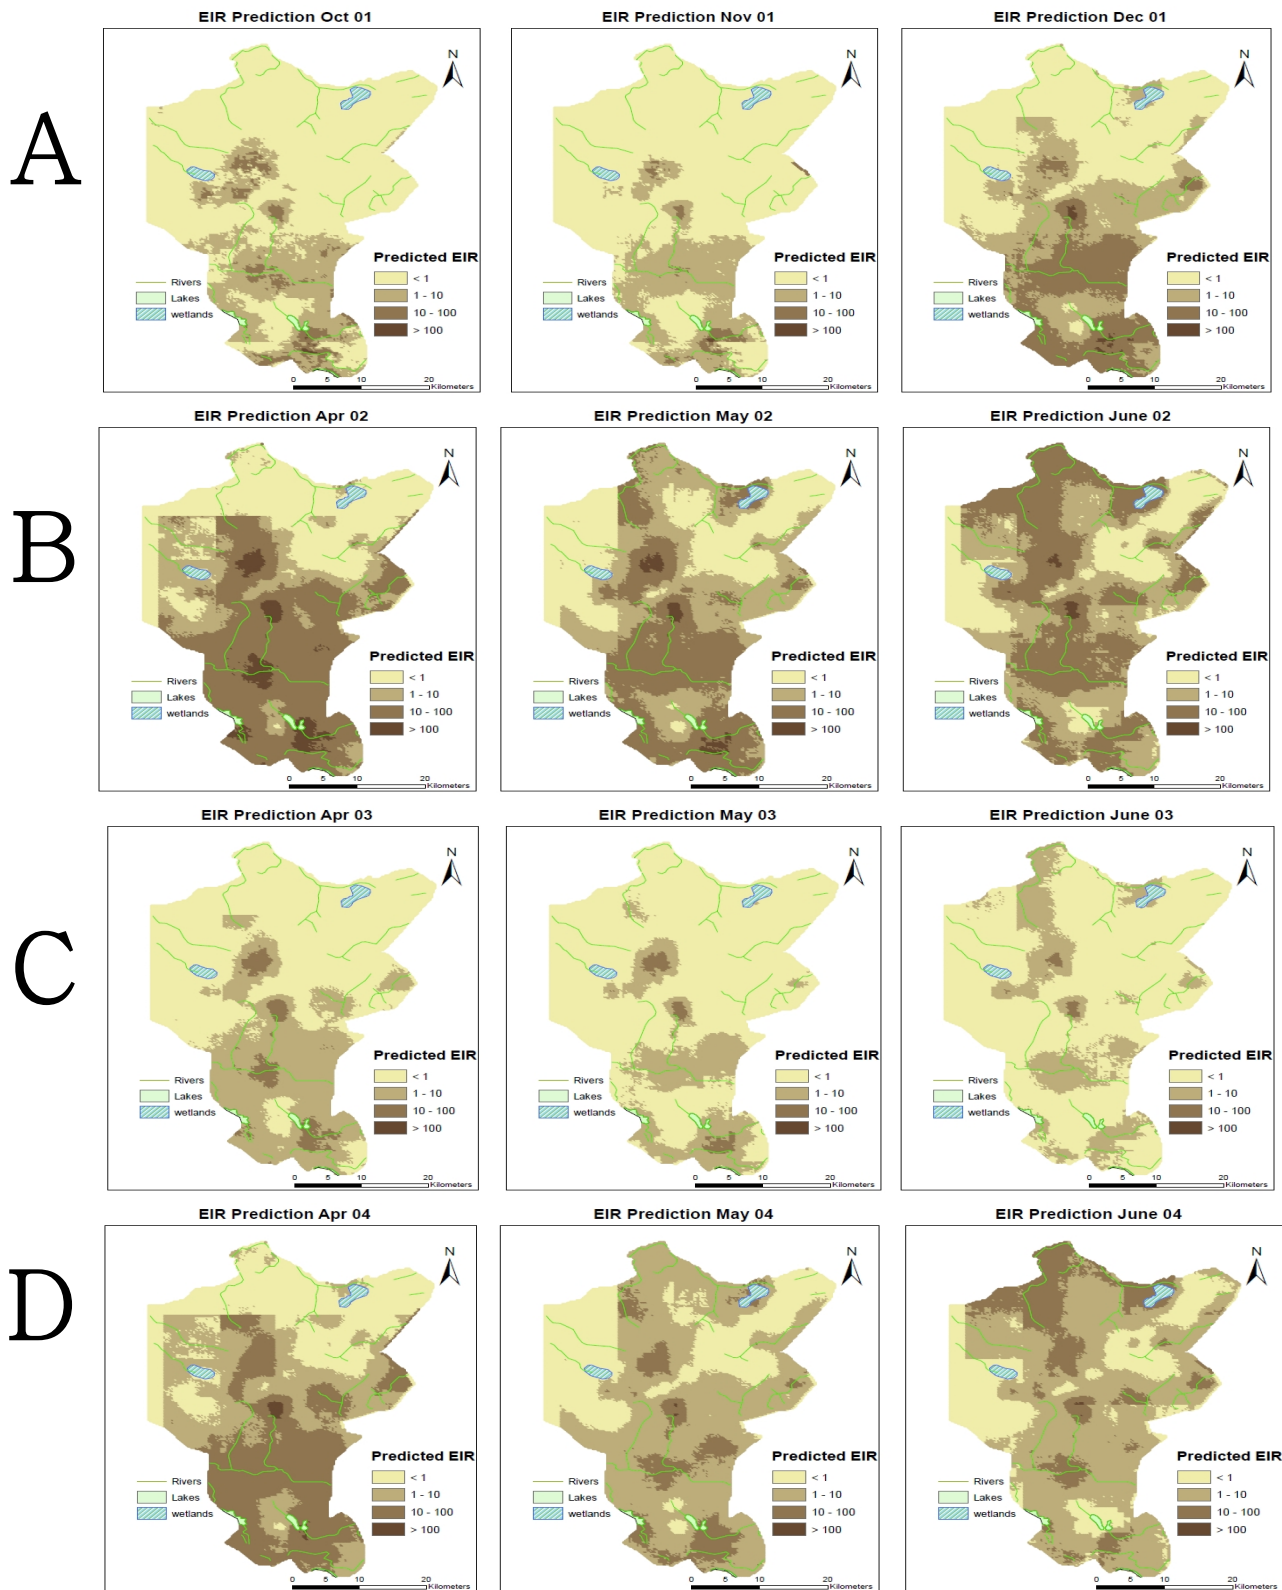 A
EIR Prediction Oct 01
N
Predicted EIR
< 1
1 - 10
10 - 100
> 100
Rivers
Lakes
wetlands
0 5 10 20
Kilometers
EIR Prediction Nov 01
N
Predicted EIR
< 1
1 - 10
10 - 100
> 100
Rivers
Lakes
wetlands
0 5 10 20
Kilometers
EIR Prediction Dec 01
N
Predicted EIR
< 1
1 - 10
10 - 100
> 100
Rivers
Lakes
wetlands
0 5 10 20
Kilometers
B
EIR Prediction Apr 02
N
Predicted EIR
< 1
1 - 10
10 - 100
> 100
Rivers
Lakes
wetlands
0 5 10 20
Kilometers
EIR Prediction May 02
N
Predicted EIR
< 1
1 - 10
10 - 100
> 100
Rivers
Lakes
wetlands
0 5 10 20
Kilometers
EIR Prediction June 02
N
Predicted EIR
< 1
1 - 10
10 - 100
> 100
Rivers
Lakes
wetlands
0 5 10 20
Kilometers
C
EIR Prediction Apr 03
N
Predicted EIR
< 1
1 - 10
10 - 100
> 100
Rivers
Lakes
wetlands
0 5 10 20
Kilometers
EIR Prediction May 03
N
Predicted EIR
< 1
1 - 10
10 - 100
> 100
Rivers
Lakes
wetlands
0 5 10 20
Kilometers
EIR Prediction June 03
N
Predicted EIR
< 1
1 - 10
10 - 100
> 100
Rivers
Lakes
wetlands
0 5 10 20
Kilometers
D
EIR Prediction Apr 04
N
Predicted EIR
< 1
1 - 10
10 - 100
> 100
Rivers
Lakes
wetlands
0 5 10 20
Kilometers
EIR Prediction May 04
N
Predicted EIR
< 1
1 - 10
10 - 100
> 100
Rivers
Lakes
wetlands
0 5 10 20
Kilometers
EIR Prediction June 04
N
Predicted EIR
< 1
1 - 10
10 - 100
> 100
Rivers
Lakes
wetlands
0 5 10 20
Kilometers